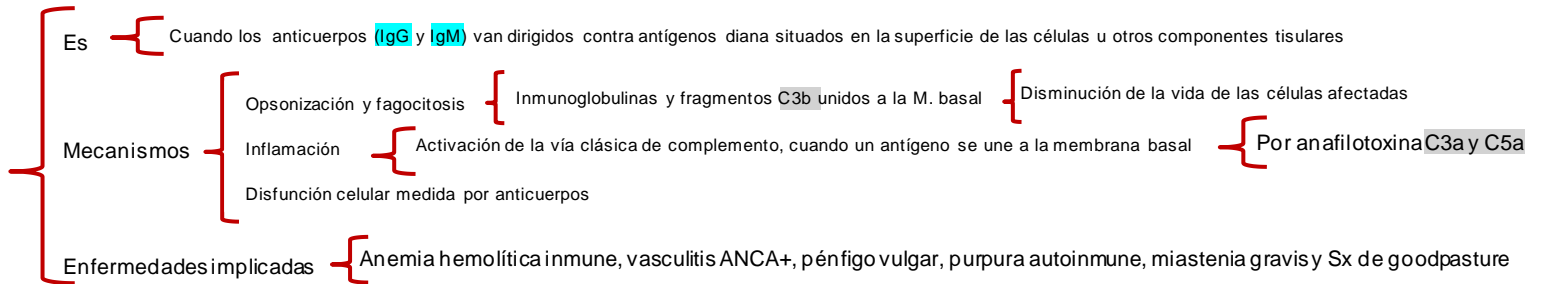 Es
Cuando los anticuerpos (IgG y IgM) van dirigidos contra antígenos diana situados en la superficie de las células u otros componentes tisulares
Mecanismos
Opsonización y fagocitosis
Inmunoglobulinas y fragmentos C3b unidos a la M. basal
Disminución de la vida de las células afectadas
Inflamación
Activación de la vía clásica de complemento, cuando un antígeno se une a la membrana basal
Por anafilotoxina C3a y C5a
Disfunción celular medida por anticuerpos
Enfermedades implicadas
Anemia hemolítica inmune, vasculitis ANCA+, pénfigo vulgar, purpura autoinmune, miastenia gravis y Sx de goodpasture